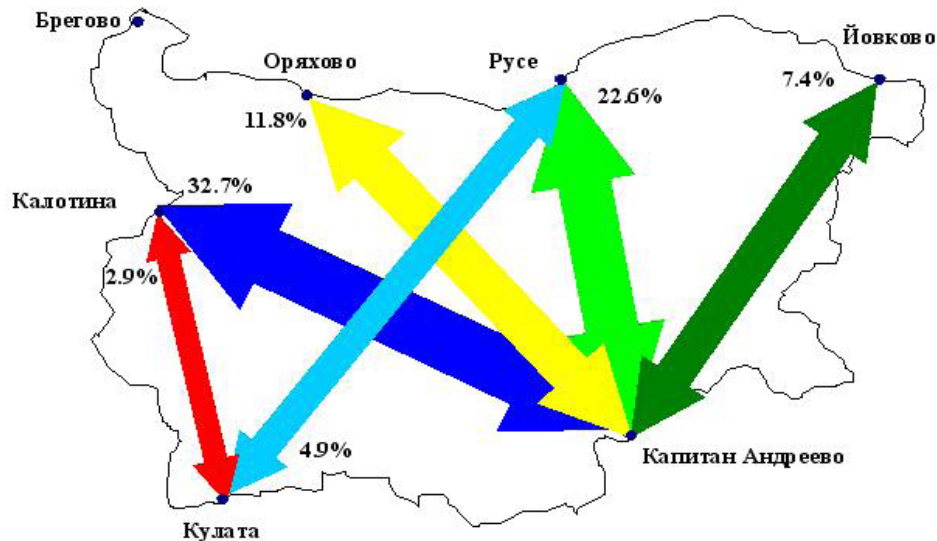 Брегово
Оряхово
Русе
Йовково
7.4%
22.6%
11.8%
32.7%
Калотина
2.9%
4.9%
Капитан Андреево
Кулата